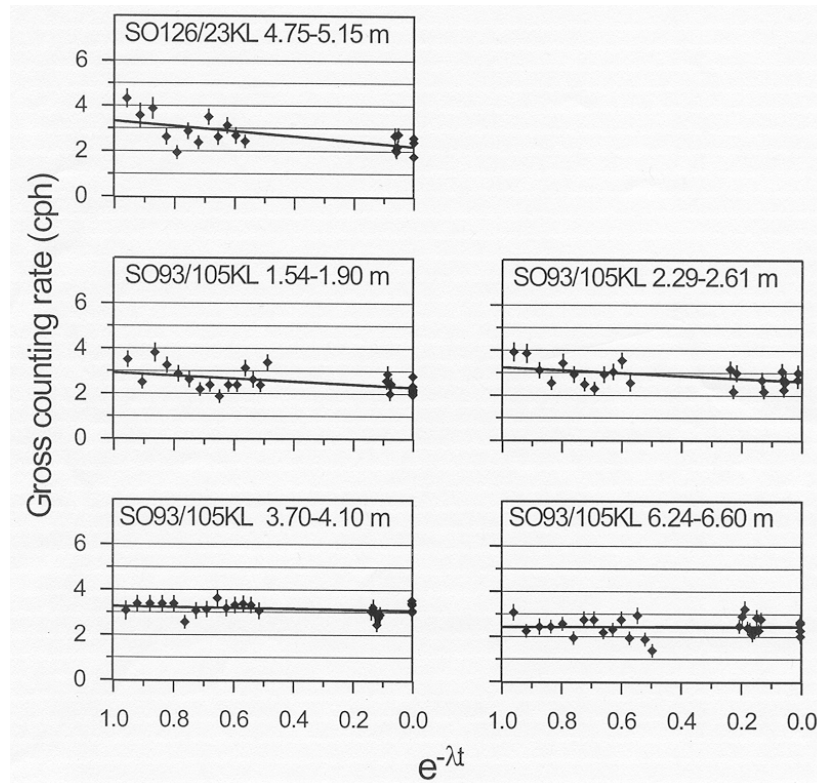 SO126/23KL 4.75-5.15 m
6
4
2
0
SO93/105KL 1.54-1.90 m
6
4
2
0
SO93/105KL 2.29-2.61 m
Gross counting rate (cph)
SO93/105KL 3.70-4.10 m
6
4
2
0
SO93/105KL 6.24-6.60 m
1.0 0.8 0.6 0.4 0.2 0.0
1.0 0.8 0.6 0.4 0.2 0.0
e-λt